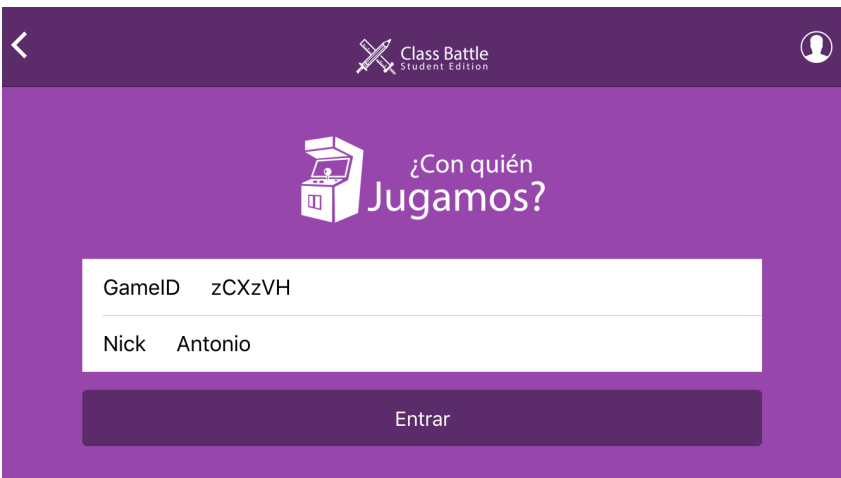 Class Battle
Student Edition
¿Con quién
Jugamos?
GameID zCXzVH
Nick Antonio
Entrar